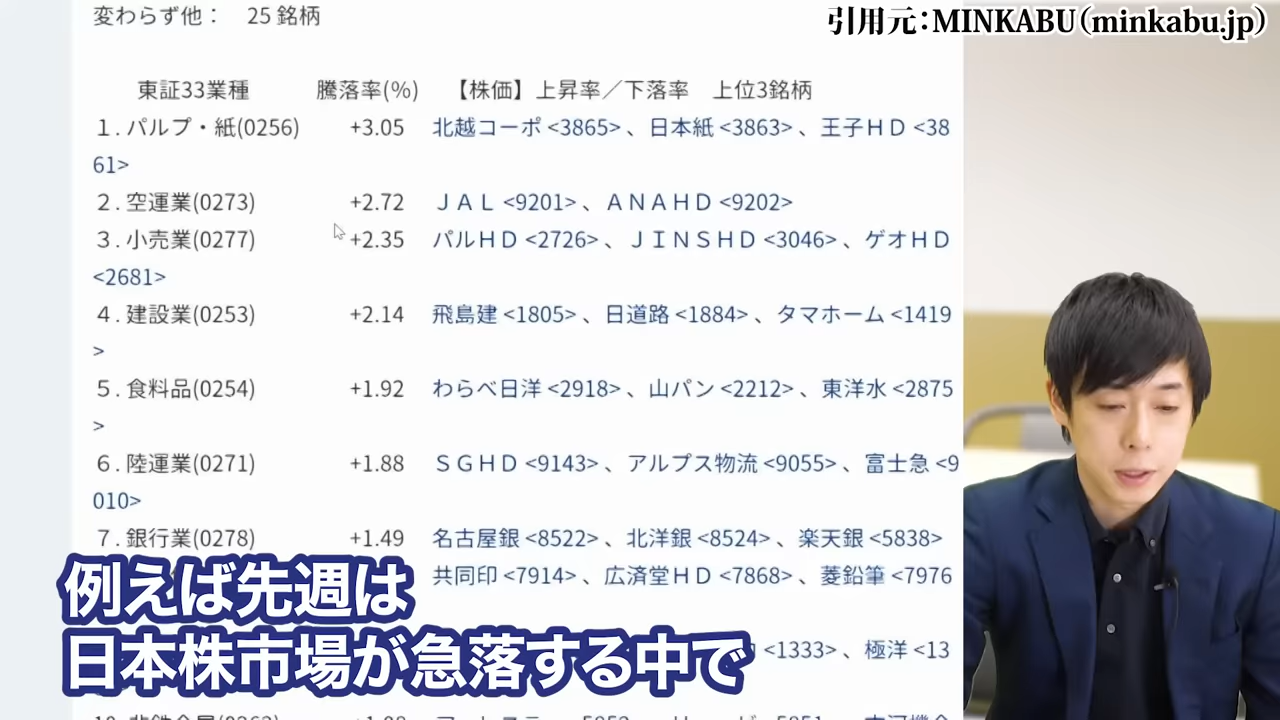 変わらず他： 25 銘柄
引用元：MINKABU（minkabu.jp）
東証33業種 騰落率(%) 【株価】上昇率／下落率 上位3銘柄
１. パルプ・紙(0256) +3.05 北越コーポ <3865> 、日本紙 <3863> 、王子ＨＤ <38
61>
２. 空運業(0273) +2.72 ＪＡＬ <9201> 、ＡＮＡＨＤ <9202>
３. 小売業(0277) +2.35 パルＨＤ <2726> 、ＪＩＮＳＨＤ <3046> 、ゲオＨＤ
<2681>
４. 建設業(0253) +2.14 飛島建 <1805> 、日道路 <1884> 、タマホーム <1419
>
５. 食料品(0254) +1.92 わらべ日洋 <2918> 、山パン <2212> 、東洋水 <2875
>
６. 陸運業(0271) +1.88 ＳＧＨＤ <9143> 、アルプス物流 <9055> 、富士急 <9
010>
７. 銀行業(0278) +1.49 名古屋銀 <8522> 、北洋銀 <8524> 、楽天銀 <5838>
共同印 <7914> 、広済堂ＨＤ <7868> 、菱鉛筆 <7976
<1333> 、極洋 <13
例えば先週は
日本株市場が急落する中で